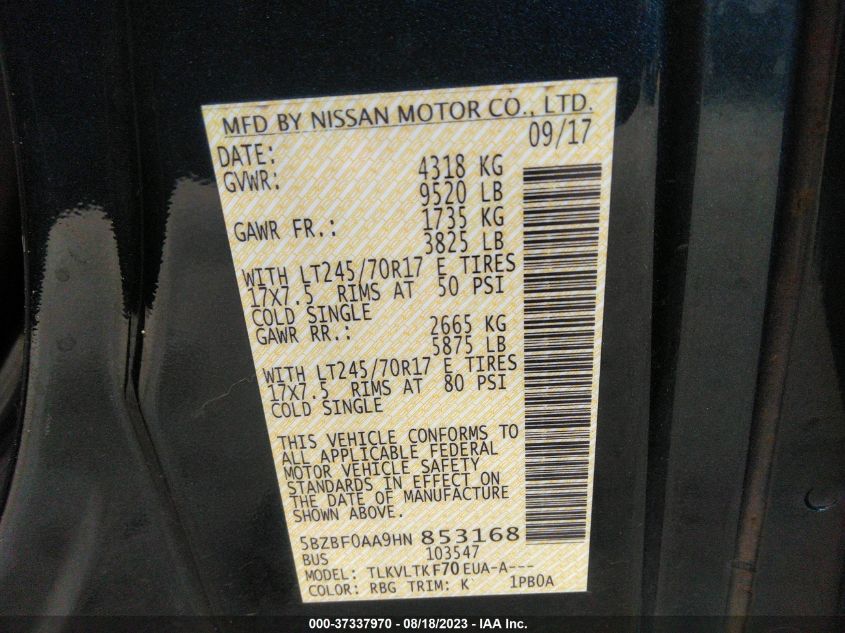 MFD BY NISSAN MOTOR CO., LTD.
DATE: 09/17
GVWR: 4318 KG
9520 LB
GAWR FR.: 1735 KG
3825 LB
WITH LT245/70R17 E TIRES
17X7.5 RIMS AT 50 PSI
COLD SINGLE
GAWR RR.: 2665 KG
5875 LB
WITH LT245/70R17 E TIRES
17X7.5 RIMS AT 80 PSI
COLD SINGLE
THIS VEHICLE CONFORMS TO
ALL APPLICABLE FEDERAL
MOTOR VEHICLE SAFETY
STANDARDS IN EFFECT ON
THE DATE OF MANUFACTURE
SHOWN ABOVE.
5BZBF0AA9HN 853168
BUS 103547
MODEL: TLKVLTKF70EUA-A---
COLOR: RBG TRIM: K 1PB0A
000-37337970 - 08/18/2023 - IAA Inc.